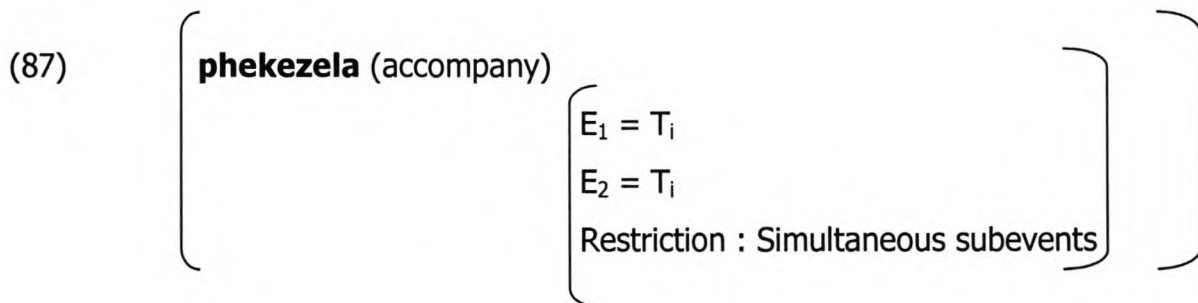 (87) phekezela (accompany)
E₁ = Tᵢ
E₂ = Tᵢ
Restriction : Simultaneous subevents